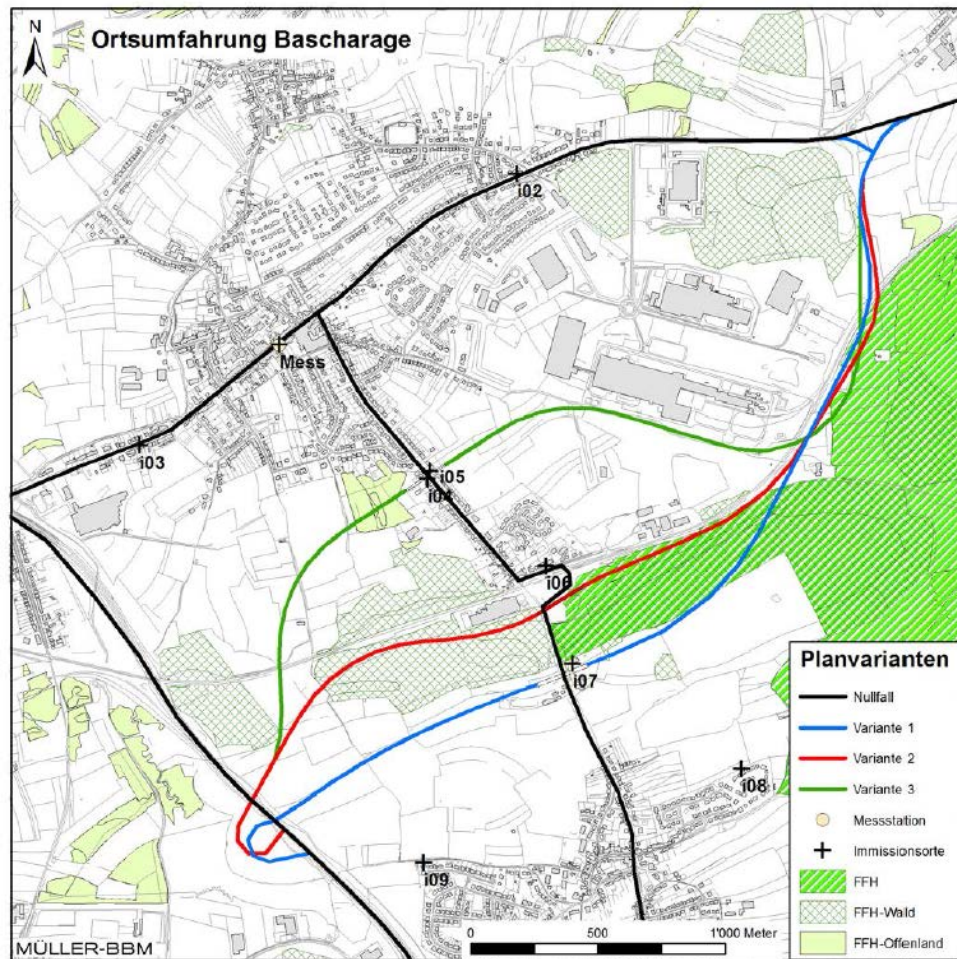 N
Ortsumfahrung Bascharage
i02
Mess
i03
i05
i04
i06
i07
i08
i09
Planvarianten
Nullfall
Variante 1
Variante 2
Variante 3
Messstation
Immissionsorte
FFH
FFH-Wald
FFH-Offenland
0 500 1'000 Meter
MÜLLER-BBM